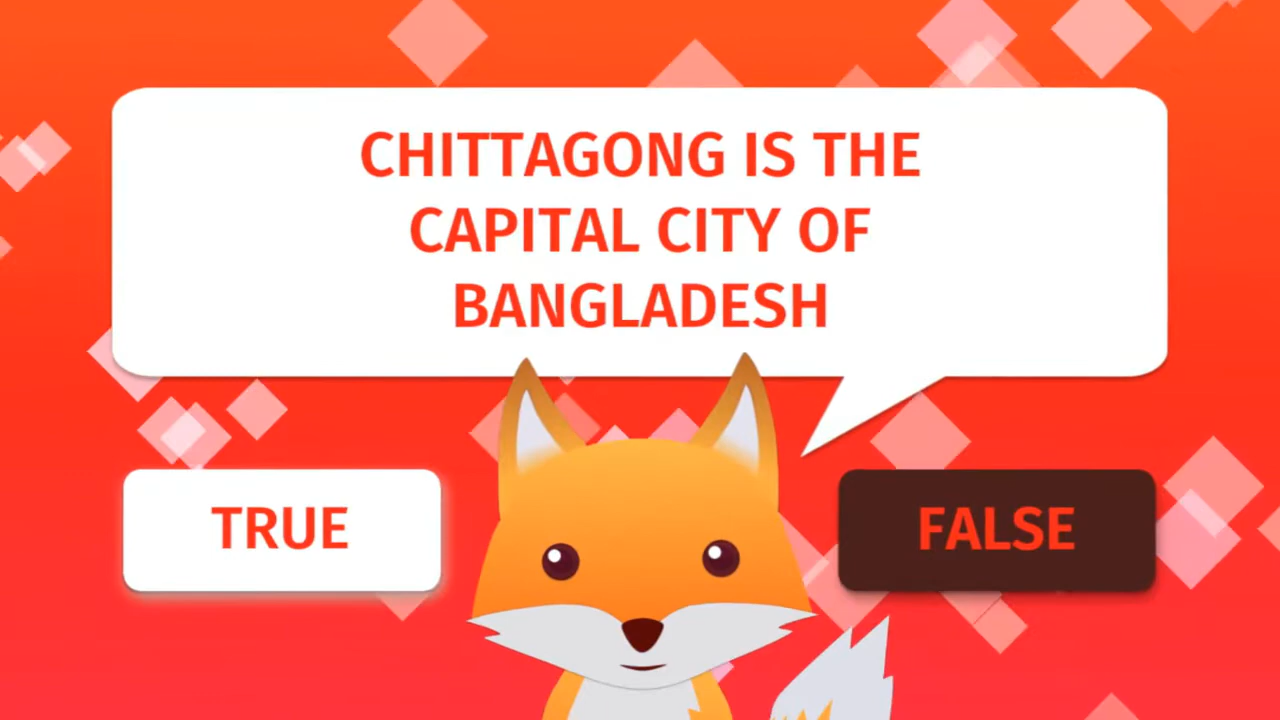 CHITTAGONG IS THE
CAPITAL CITY OF
BANGLADESH
TRUE
FALSE